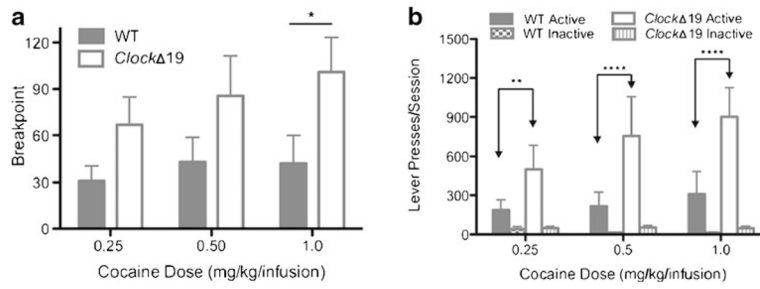 a
WT
ClockΔ19
*
120
90
60
30
0
Breakpoint
0.25 0.50 1.0
Cocaine Dose (mg/kg/infusion)
b
WT Active ClockΔ19 Active
WT Inactive ClockΔ19 Inactive
1500
1200
900
600
300
0
Lever Presses/Session
** **** ****
0.25 0.5 1.0
Cocaine Dose (mg/kg/infusion)